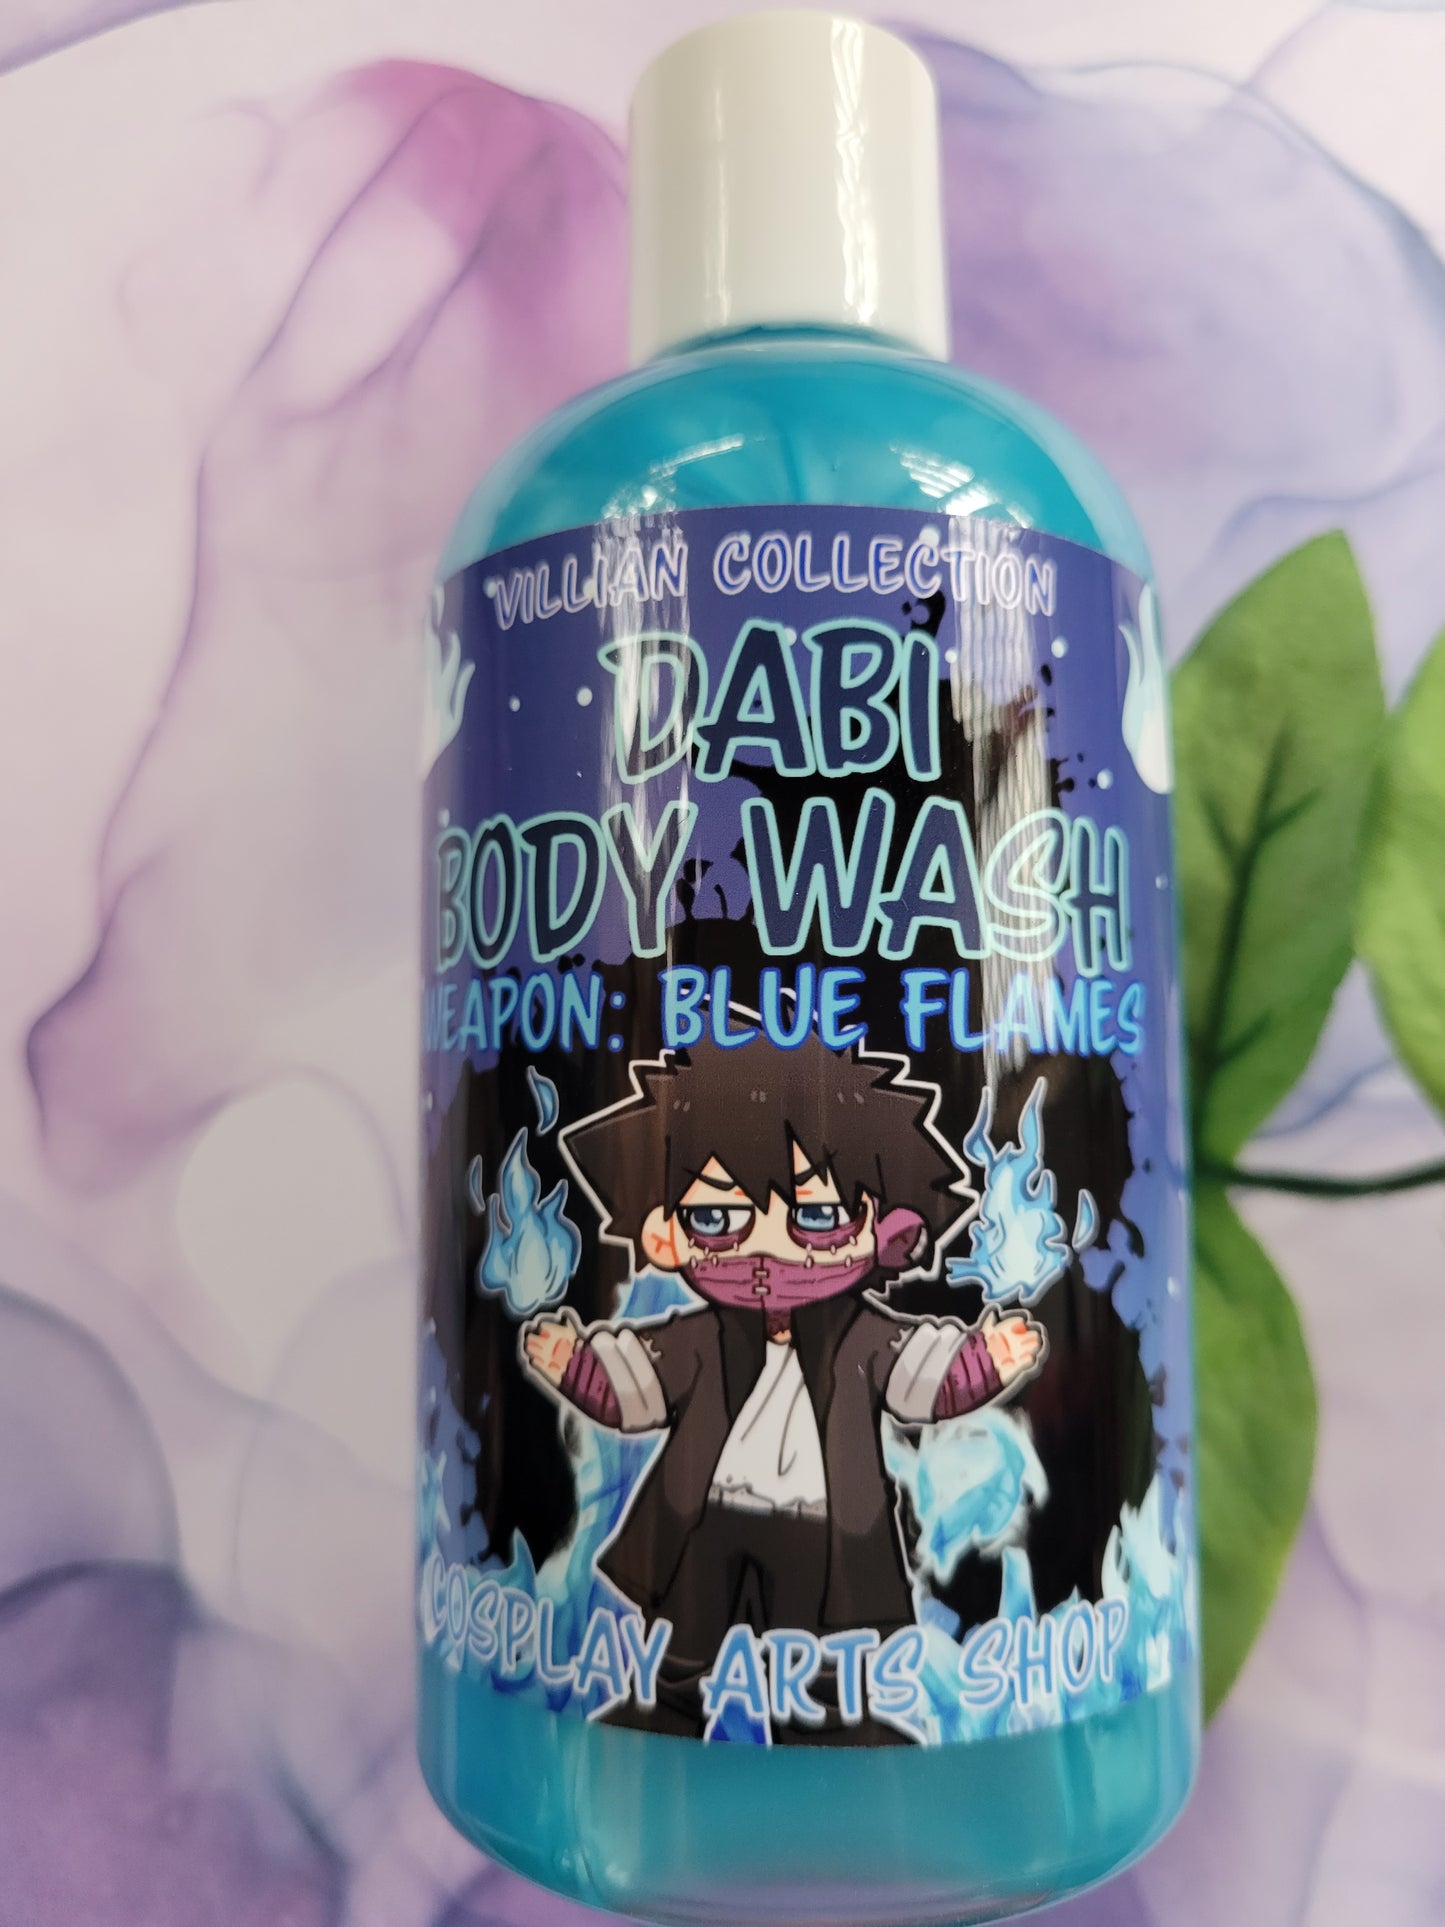 VILLIAN COLLECTION
DABI
BODY WASH
WEAPON: BLUE FLAMES
COSPLAY ARTS SHOP